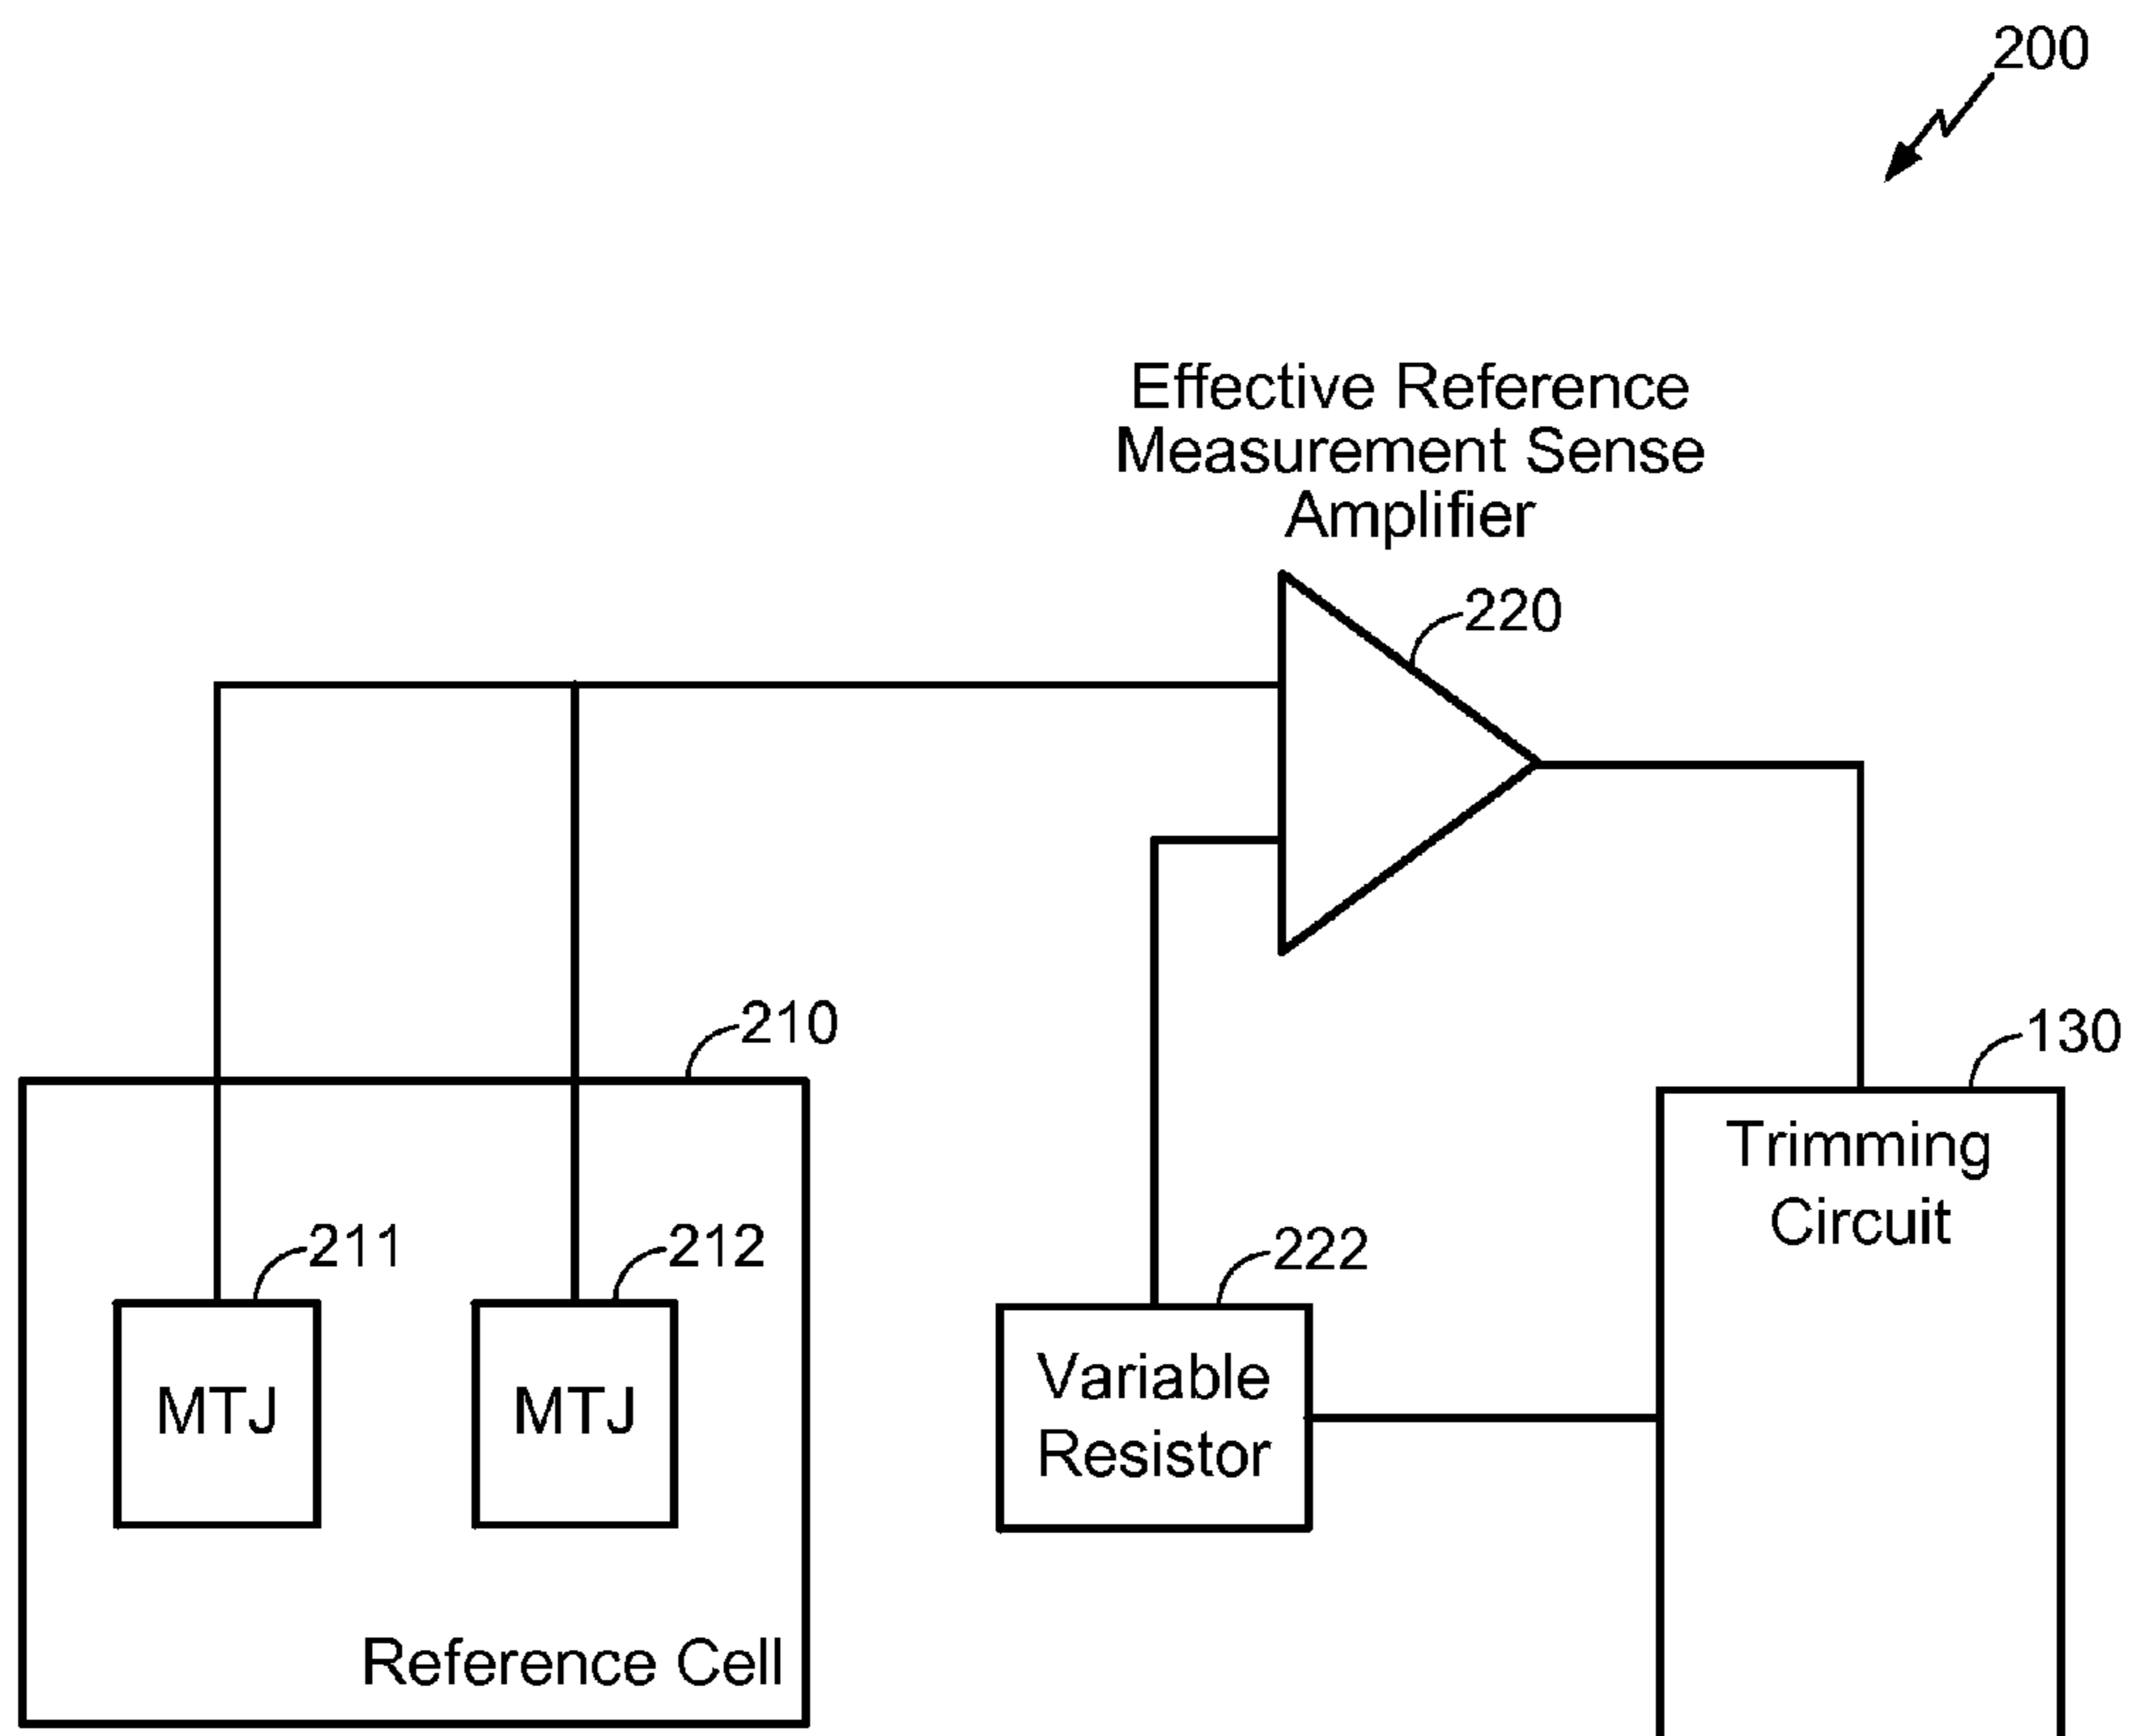 200
Effective Reference
Measurement Sense
Amplifier
220
210
130
Trimming
Circuit
211
212
222
MTJ
MTJ
Variable
Resistor
Reference Cell